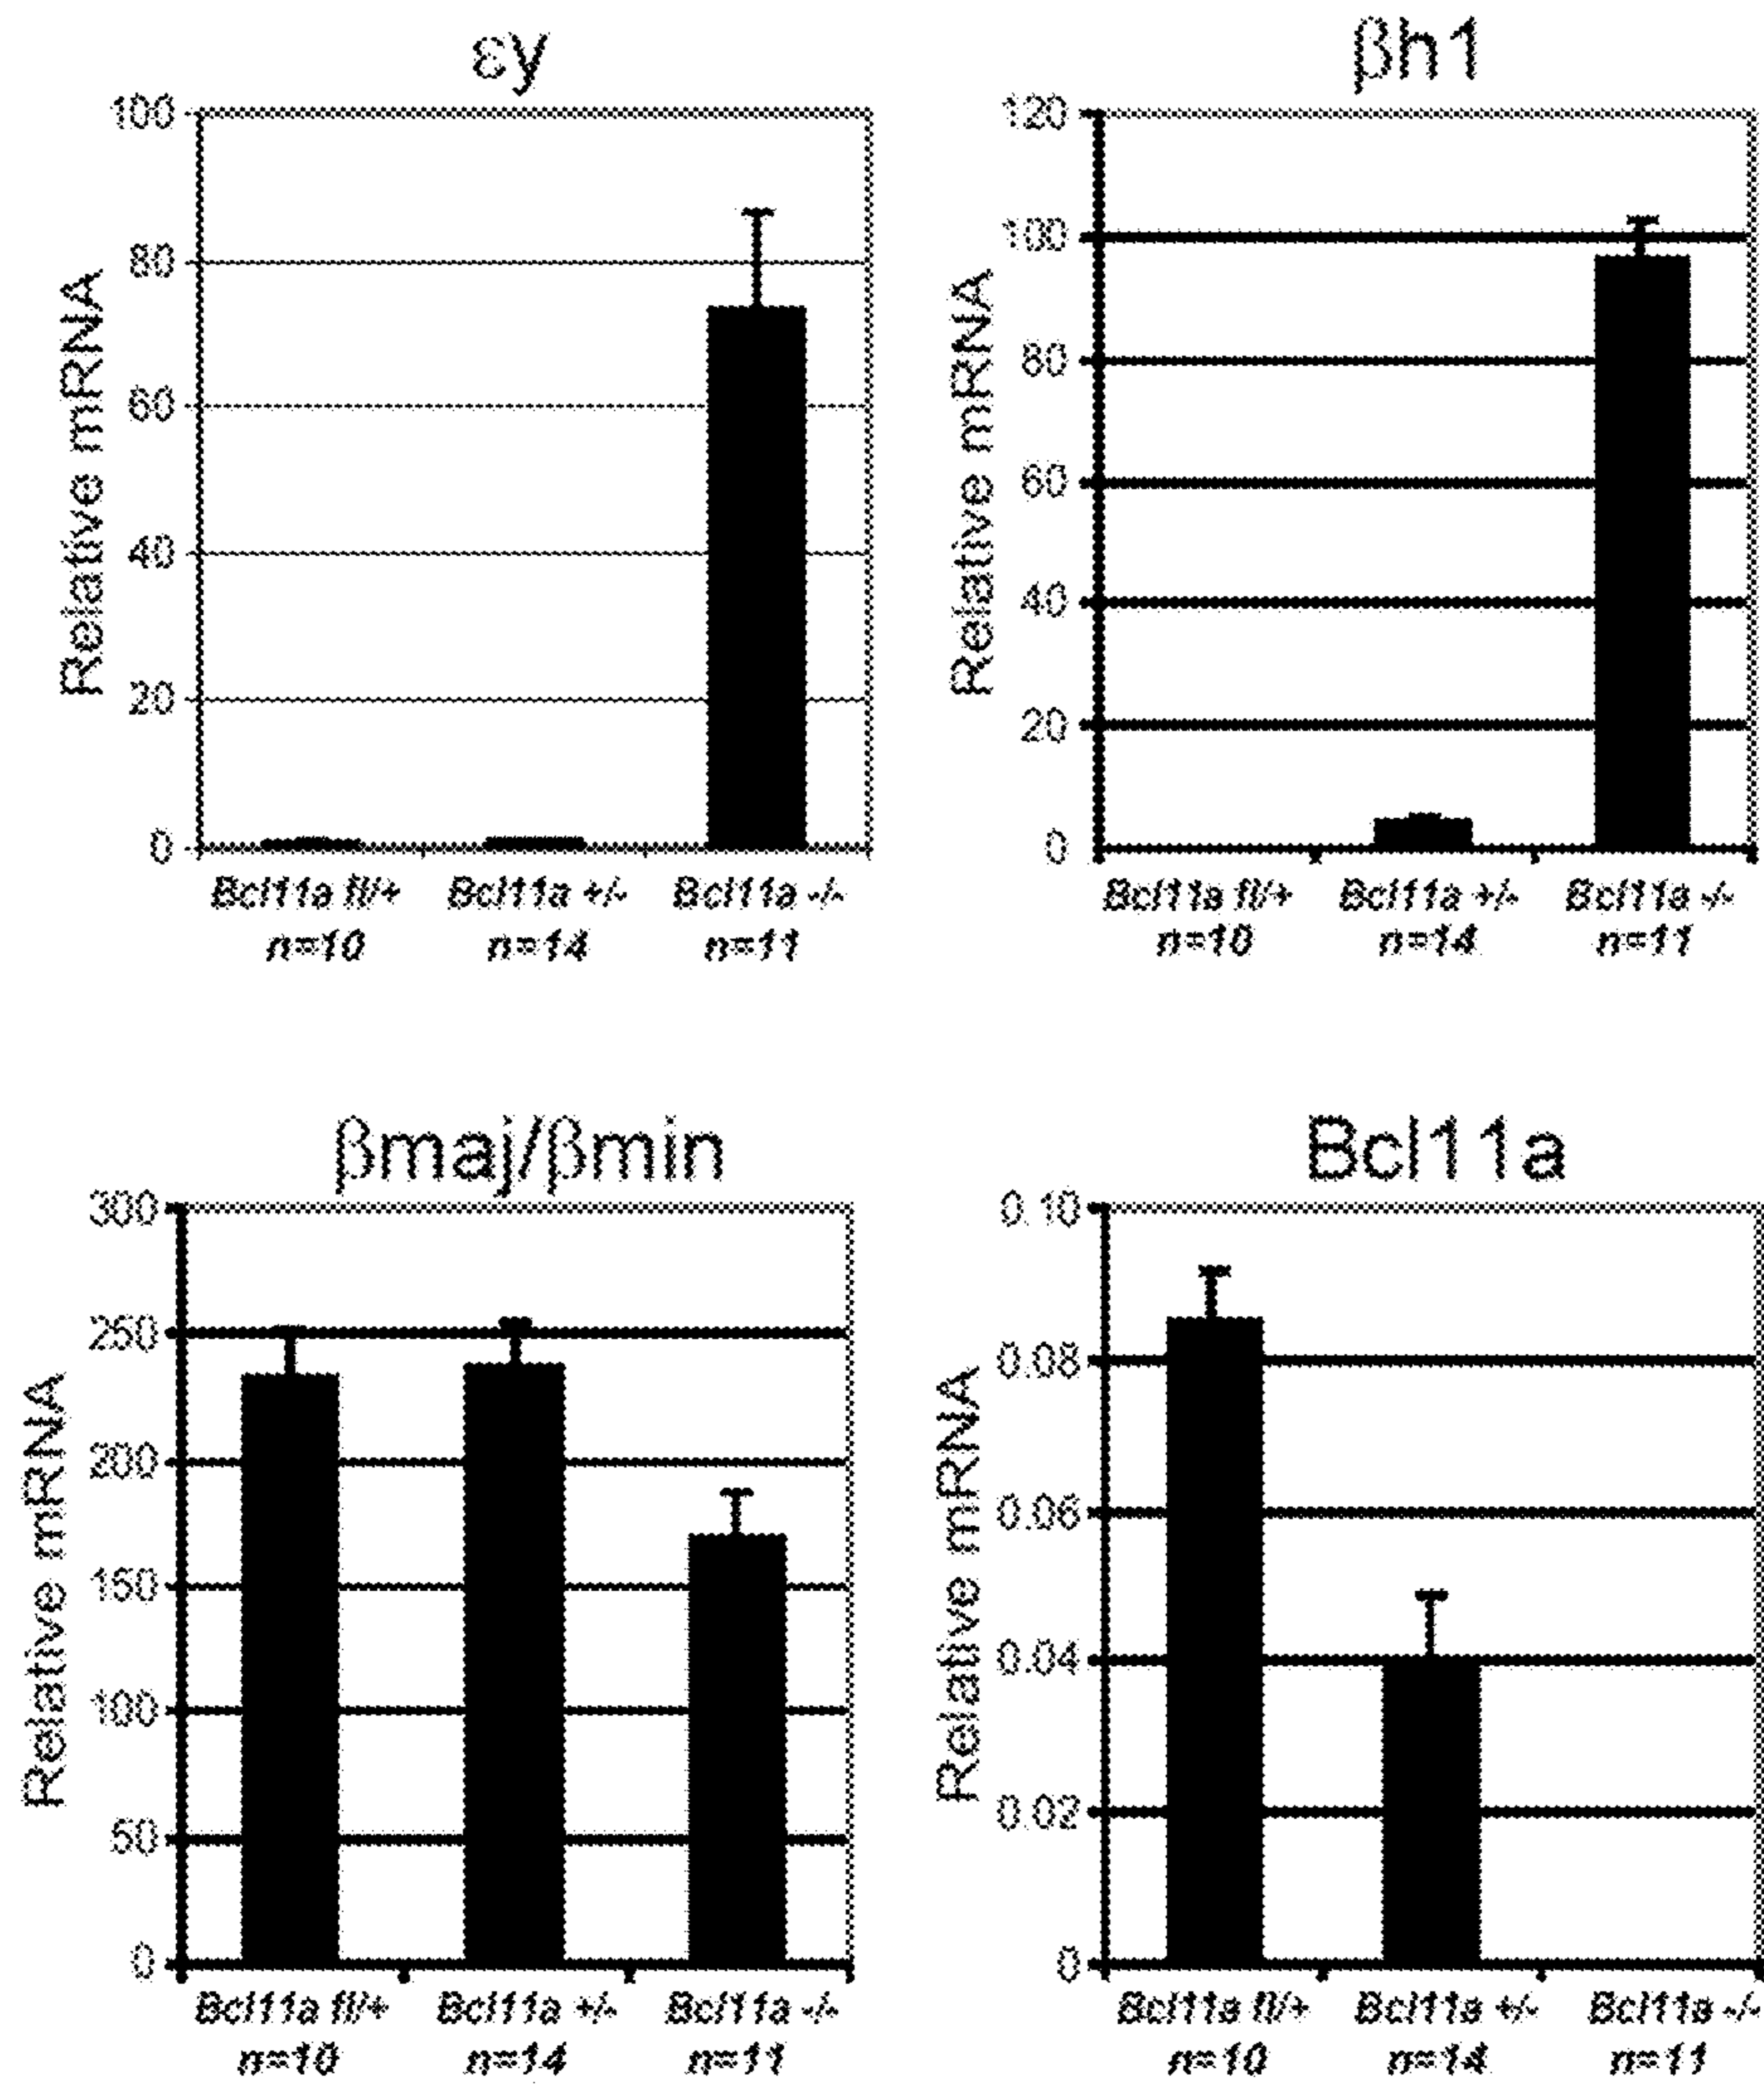 εy
100
80
60
40
20
0
Relative mRNA
Bcl11a fl/+ Bcl11a +/- Bcl11a -/-
n=10 n=14 n=11
βh1
120
100
80
60
40
20
0
Relative mRNA
Bcl11a fl/+ Bcl11a +/- Bcl11a -/-
n=10 n=14 n=11
βmaj/βmin
300
250
200
150
100
50
0
Relative mRNA
Bcl11a fl/+ Bcl11a +/- Bcl11a -/-
n=10 n=14 n=11
Bcl11a
0.10
0.08
0.06
0.04
0.02
0
Relative mRNA
Bcl11a fl/+ Bcl11a +/- Bcl11a -/-
n=10 n=14 n=11